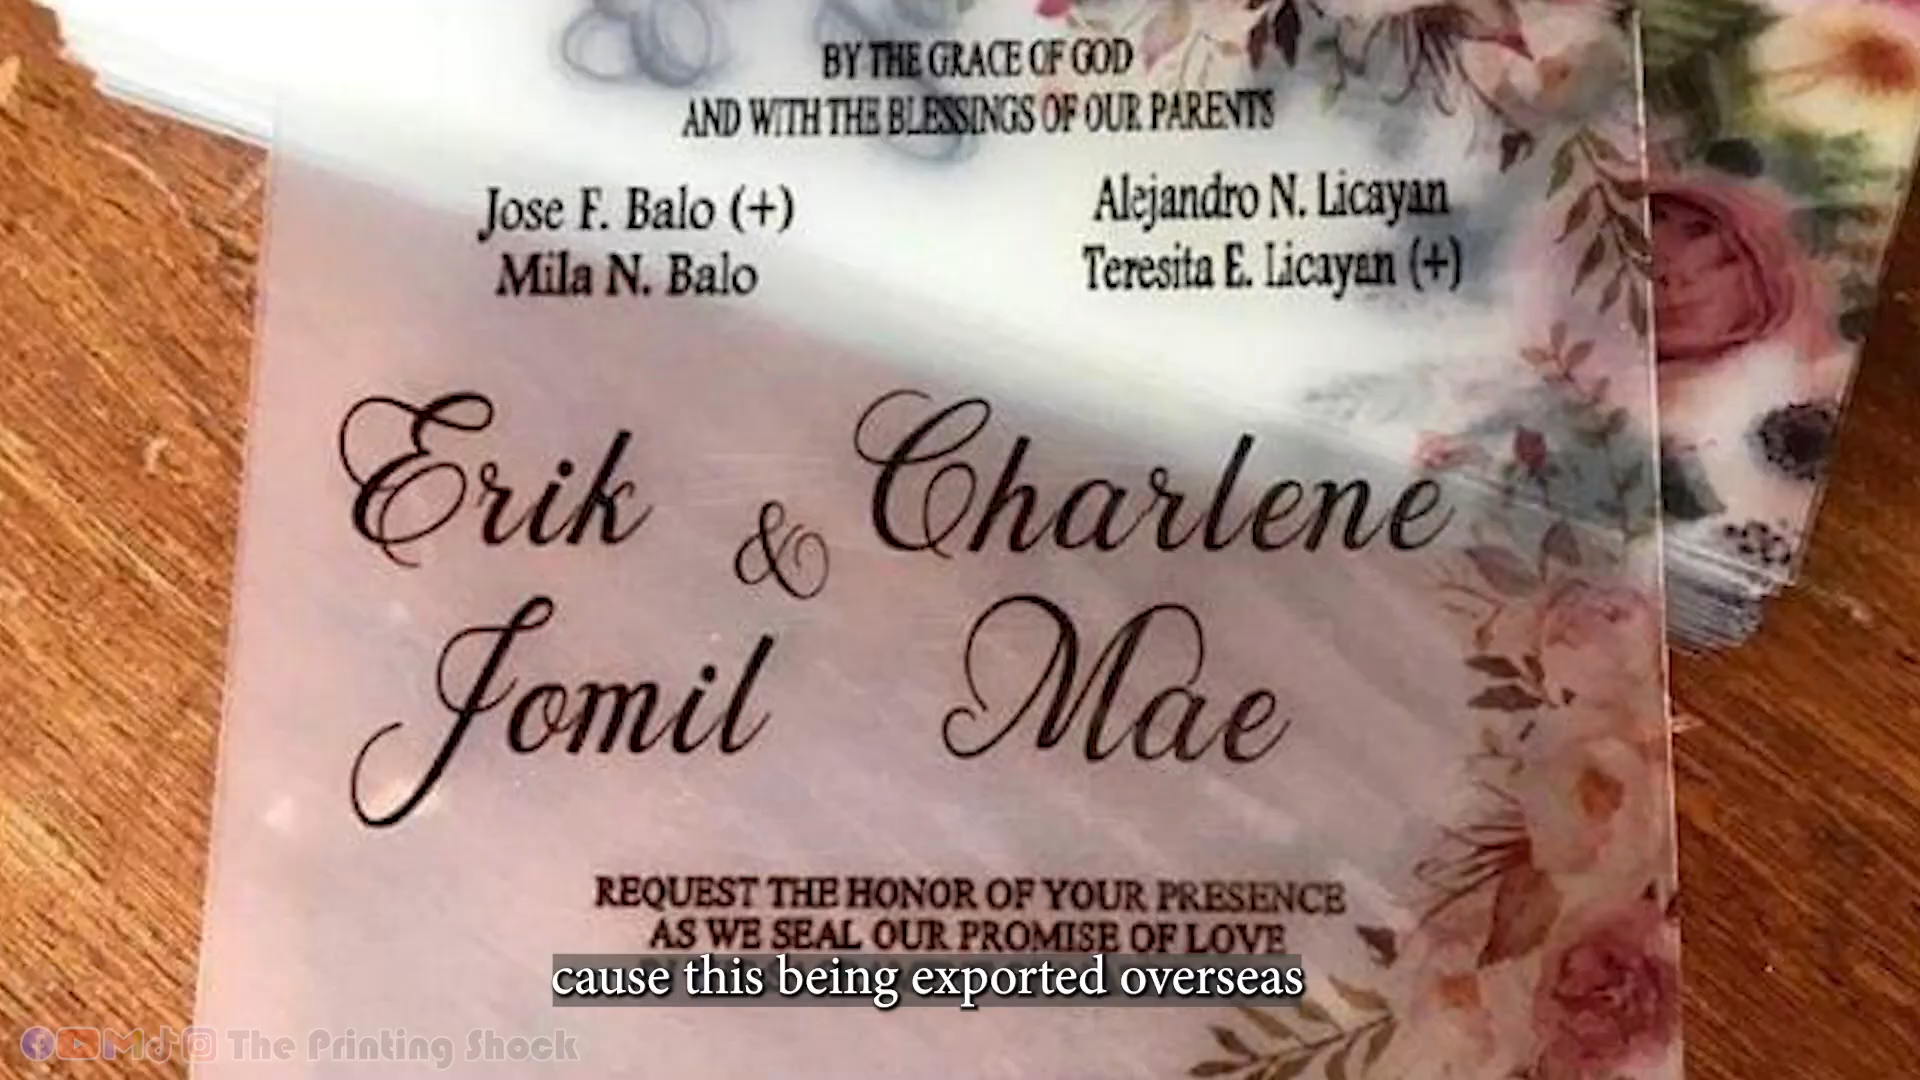 BY THE GRACE OF GOD
AND WITH THE BLESSINGS OF OUR PARENTS
Jose F. Balo (+)
Mila N. Balo
Alejandro N. Licayan
Teresita E. Licayan (+)
Erik & Charlene
Jomil Mae
REQUEST THE HONOR OF YOUR PRESENCE
AS WE SEAL OUR PROMISE OF LOVE
cause this being exported overseas
The Printing Shock